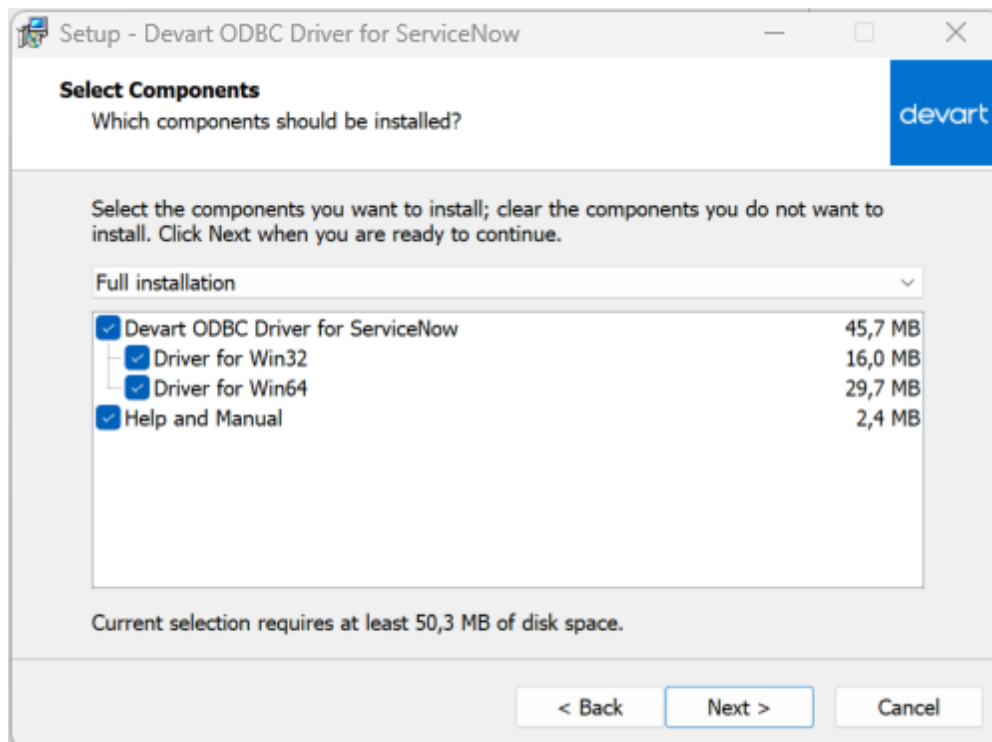 Setup - Devart ODBC Driver for ServiceNow
Select Components
Which components should be installed?
devart
Select the components you want to install; clear the components you do not want to
install. Click Next when you are ready to continue.
Full installation
Devart ODBC Driver for ServiceNow 45,7 MB
Driver for Win32 16,0 MB
Driver for Win64 29,7 MB
Help and Manual 2,4 MB
Current selection requires at least 50,3 MB of disk space.
< Back Next > Cancel